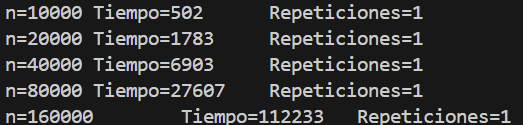 n=10000 Tiempo=502 Repeticiones=1
n=20000 Tiempo=1783 Repeticiones=1
n=40000 Tiempo=6903 Repeticiones=1
n=80000 Tiempo=27607 Repeticiones=1
n=160000 Tiempo=112233 Repeticiones=1